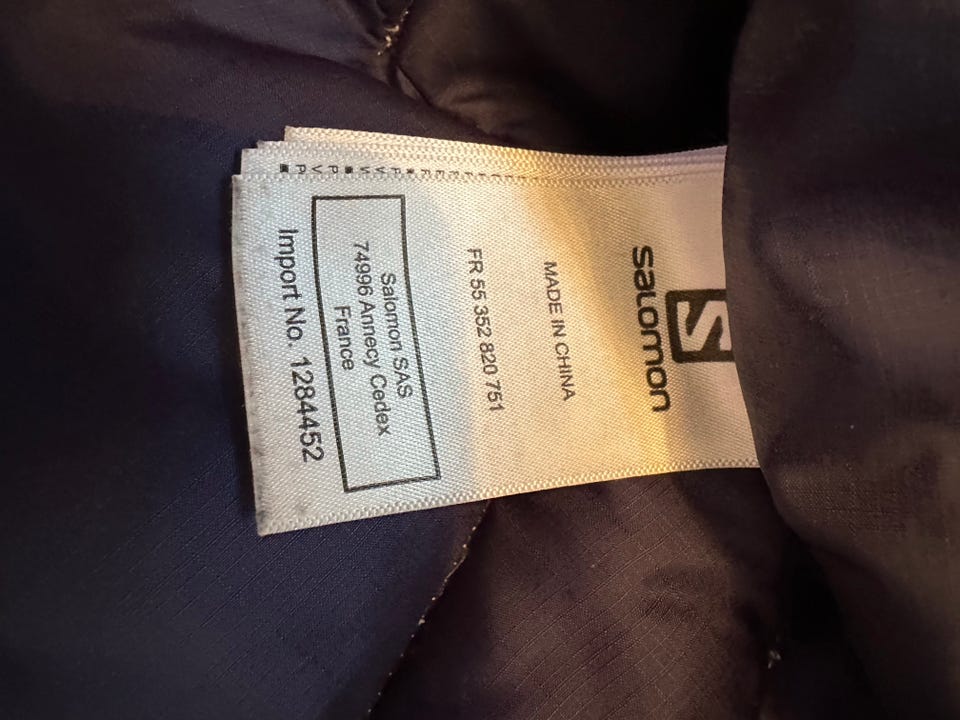 salomon
MADE IN CHINA
FR 55 352 820 751
Salomon SAS
74996 Annecy Cedex
France
Import No. 1284452